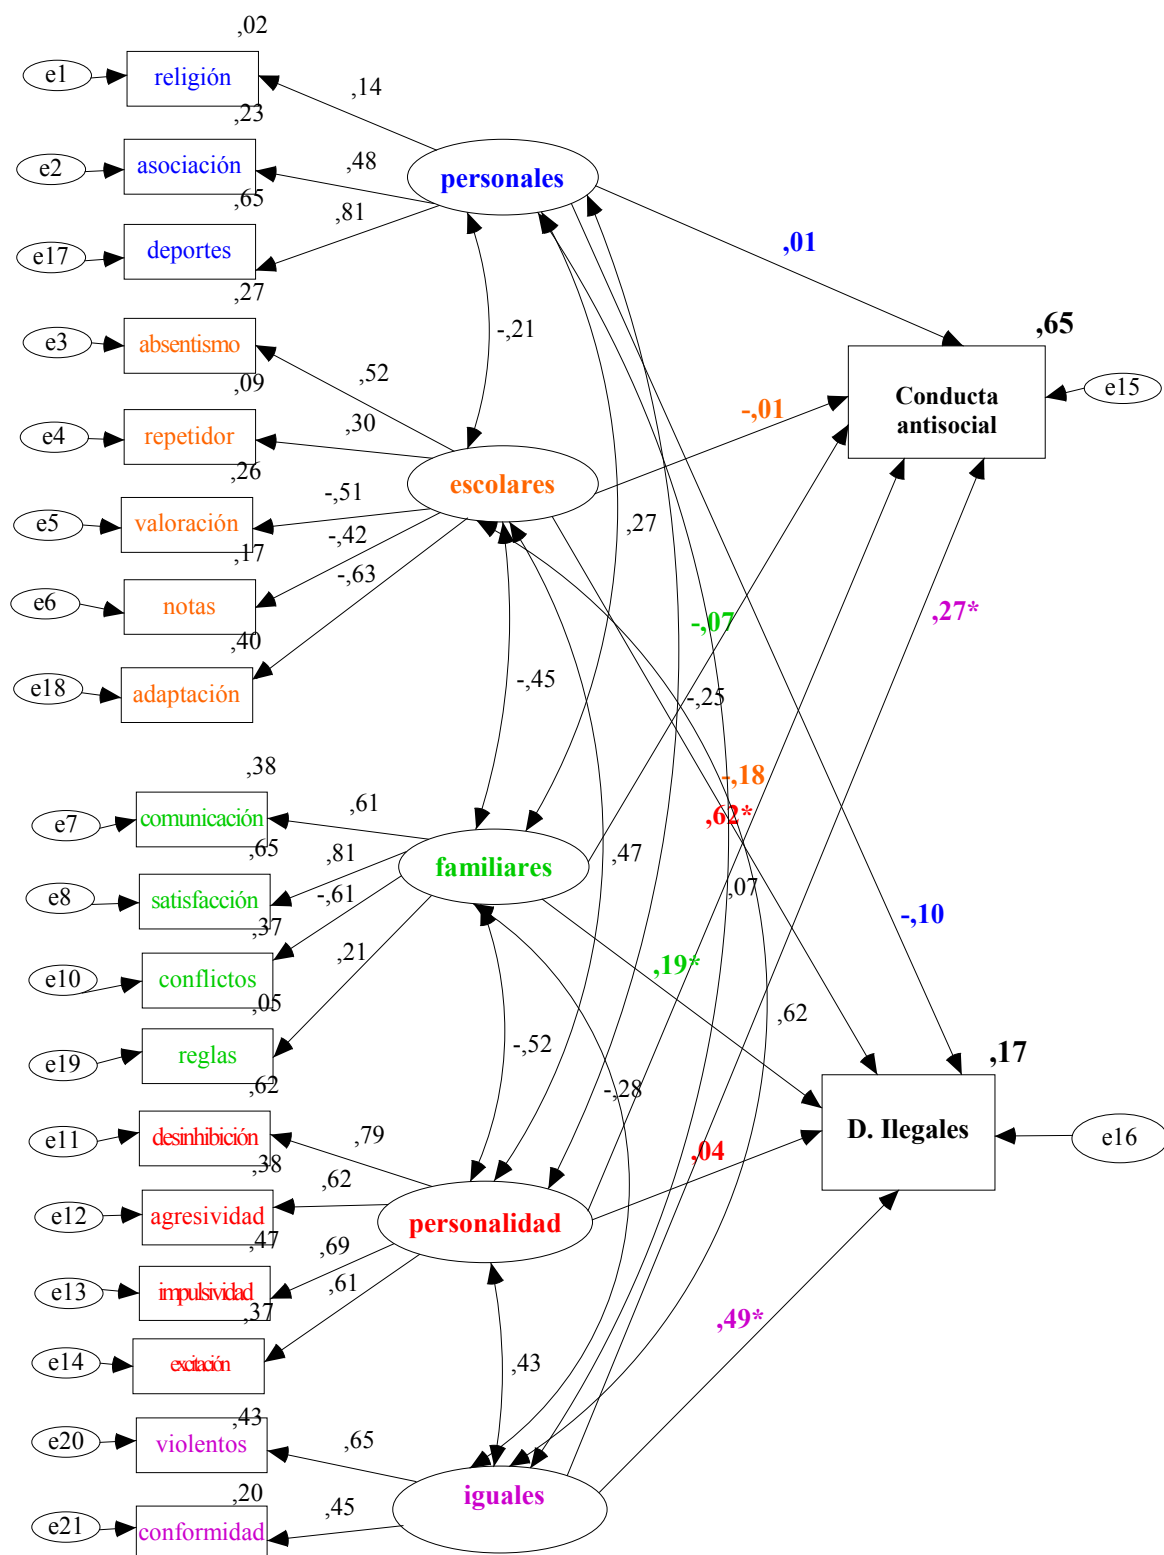 ,02
e1
religión
,14
,23
e2
asociación
,48
personales
,65
,81
e17
deportes
,01
,27
,65
e3
absentismo
-,21
,52
,09
Conducta
antisocial
e15
-,01
e4
repetidor
,30
,26
escolares
-,51
e5
valoración
,27
,17
-,42
-,63
e6
notas
,27*
-,07
,40
e18
adaptación
-,45
-,25
,38
-,18
,62*
e7
comunicación
,61
,65
familiares
,47
,81
,07
e8
satisfacción
-,61
,37
-,10
,21
,19*
e10
conflictos
,05
,62
e19
reglas
-,52
,17
,62
-,28
e11
desinhibición
,79
D. Ilegales
e16
,38
,04
,62
e12
agresividad
personalidad
,47
,69
e13
impulsividad
,61
,37
,49*
e14
excitación
,43
,43
e20
violentos
,65
iguales
,20
,45
e21
conformidad